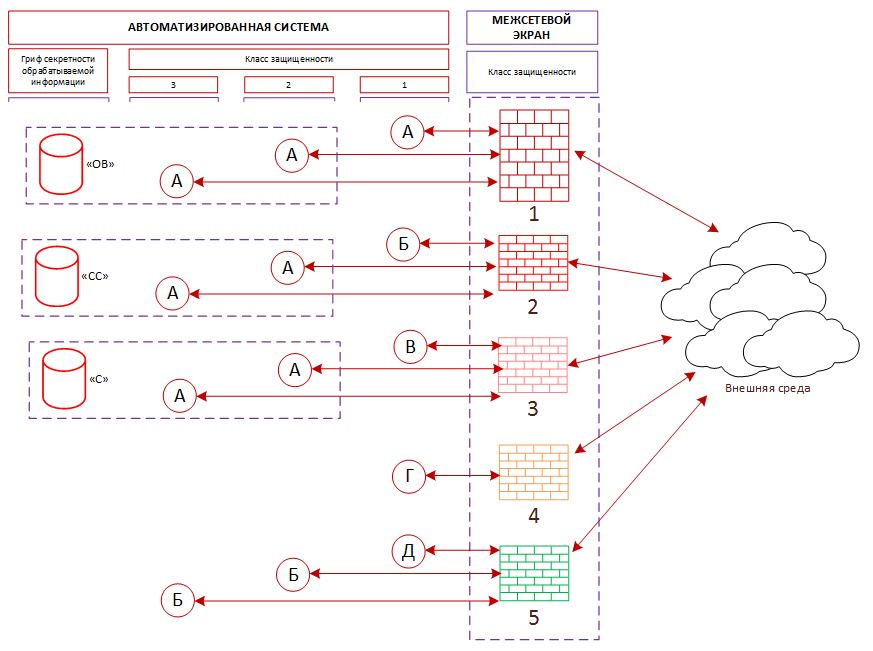 АВТОМАТИЗИРОВАННАЯ СИСТЕМА
МЕЖСЕТЕВОЙ
ЭКРАН
Гриф секретности
обрабатываемой
информации
Класс защищенности
Класс защищенности
3
2
1
А
А
«ОВ»
А
1
Б
А
«СС»
А
2
В
А
«С»
А
3
Внешняя среда
Г
4
Д
Б
Б
5